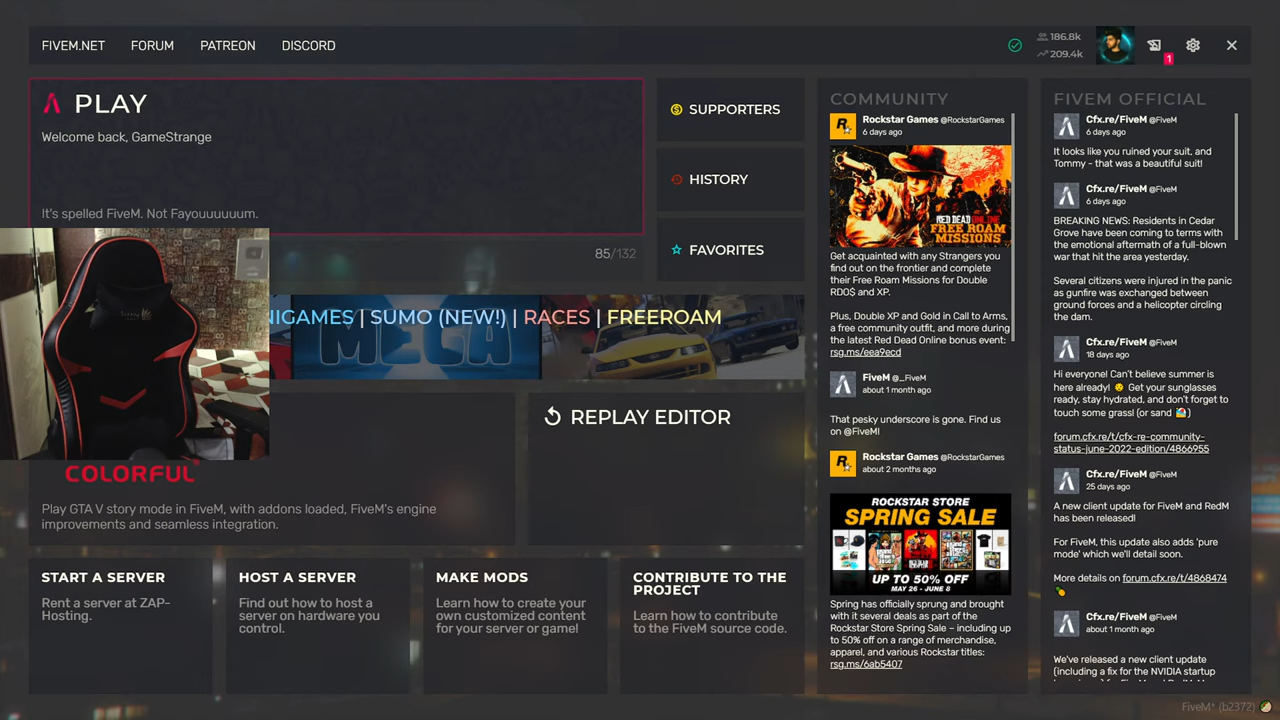 FIVEM.NET
FORUM
PATREON
DISCORD
186.8k
209.4k
1
PLAY
Welcome back, GameStrange
It's spelled FiveM. Not Fayouuuuuum.
85/132
SUPPORTERS
HISTORY
FAVORITES
NIGAMES | SUMO (NEW!) | RACES | FREEROAM
MEGA
COLORFUL
Play GTA V story mode in FiveM, with addons loaded, FiveM's engine
improvements and seamless integration.
REPLAY EDITOR
START A SERVER
Rent a server at ZAP-
Hosting.
HOST A SERVER
Find out how to host a
server on hardware you
control.
MAKE MODS
Learn how to create your
own customized content
for your server or game!
CONTRIBUTE TO THE
PROJECT
Learn how to contribute
to the FiveM source code.
COMMUNITY
Rockstar Games @RockstarGames
6 days ago
RED DEAD ONLINE
FREE ROAM
MISSIONS
Get acquainted with any Strangers you
find out on the frontier and complete
their Free Roam Missions for Double
RDO$ and XP.
Plus, Double XP and Gold in Call to Arms,
a free community outfit, and more during
the latest Red Dead Online bonus event:
rsg.ms/eea9ecd
FiveM @_FiveM
about 1 month ago
That pesky underscore is gone. Find us
on @FiveM!
Rockstar Games @RockstarGames
about 2 months ago
ROCKSTAR STORE
SPRING SALE
UP TO 50% OFF
MAY 26 - JUNE 8
Spring has officially sprung and brought
with it several deals as part of the
Rockstar Store Spring Sale – including up
to 50% off on a range of merchandise,
apparel, and various Rockstar titles:
rsg.ms/6ab5407
FIVEM OFFICIAL
Cfx.re/FiveM @FiveM
6 days ago
It looks like you ruined your suit, and
Tommy - that was a beautiful suit!
Cfx.re/FiveM @FiveM
6 days ago
BREAKING NEWS: Residents in Cedar
Grove have been coming to terms with
the emotional aftermath of a full-blown
war that hit the area yesterday.
Several citizens were injured in the panic
as gunfire was exchanged between
ground forces and a helicopter circling
the dam.
Cfx.re/FiveM @FiveM
18 days ago
Hi everyone! Can't believe summer is
here already! 😮 Get your sunglasses
ready, stay hydrated, and don't forget to
touch some grass! (or sand 🏖)
forum.cfx.re/t/cfx-re-community-
status-june-2022-edition/4866955
Cfx.re/FiveM @FiveM
25 days ago
A new client update for FiveM and RedM
has been released!
For FiveM, this update also adds 'pure
mode' which we'll detail soon.
More details on forum.cfx.re/t/4868474
Cfx.re/FiveM @FiveM
about 1 month ago
We've released a new client update
(including a fix for the NVIDIA startup
FiveM* (b2372)